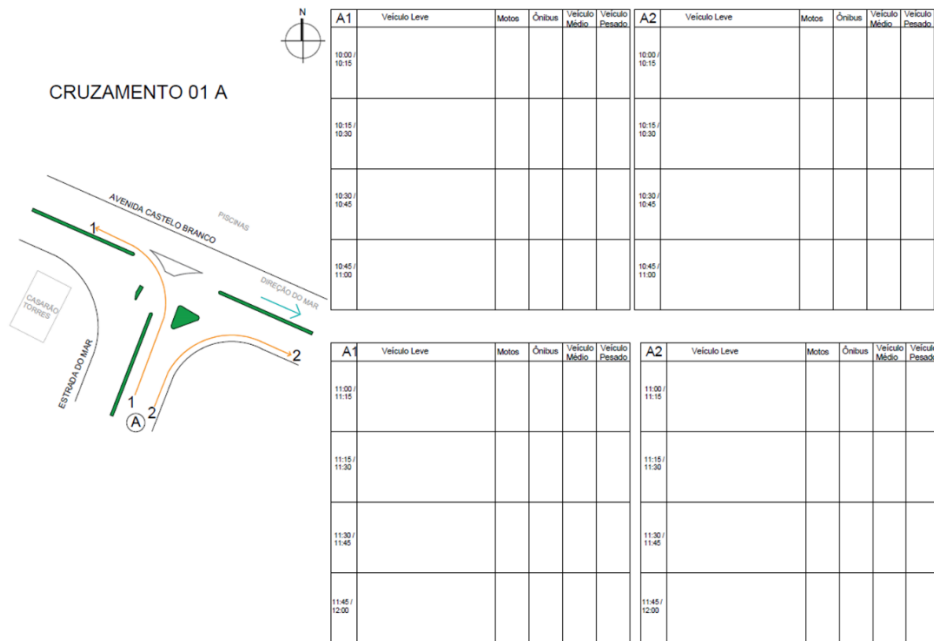 N
CRUZAMENTO 01 A
AVENIDA CASTELO BRANCO
PISCINAS
1
DIREÇÃO DO MAR
CASARÃO
TORRES
ESTRADA DO MAR
2
1
2
A
A1 Veículo Leve Motos Ônibus Veículo Médio Veículo Pesado
10:00 /
10:15
10:15 /
10:30
10:30 /
10:45
10:45 /
11:00
A2 Veículo Leve Motos Ônibus Veículo Médio Veículo Pesado
10:00 /
10:15
10:15 /
10:30
10:30 /
10:45
10:45 /
11:00
A1 Veículo Leve Motos Ônibus Veículo Médio Veículo Pesado
11:00 /
11:15
11:15 /
11:30
11:30 /
11:45
11:45 /
12:00
A2 Veículo Leve Motos Ônibus Veículo Médio Veículo Pesado
11:00 /
11:15
11:15 /
11:30
11:30 /
11:45
11:45 /
12:00